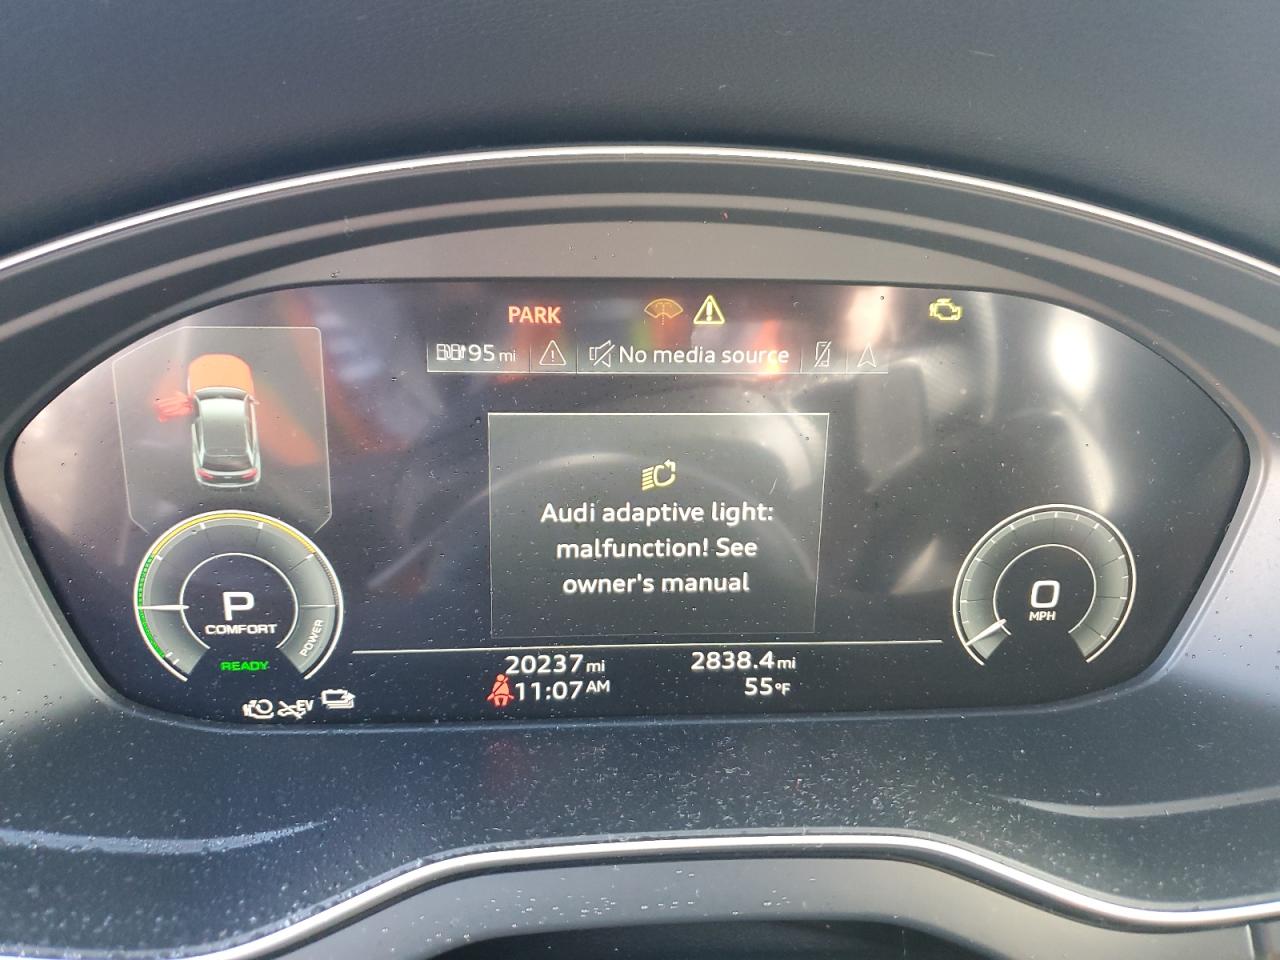 PARK
95 mi
No media source
Audi adaptive light:
malfunction! See
owner's manual
P
COMFORT
READY
POWER
0
MPH
20237 mi
2838.4 mi
11:07 AM
55°F
EV